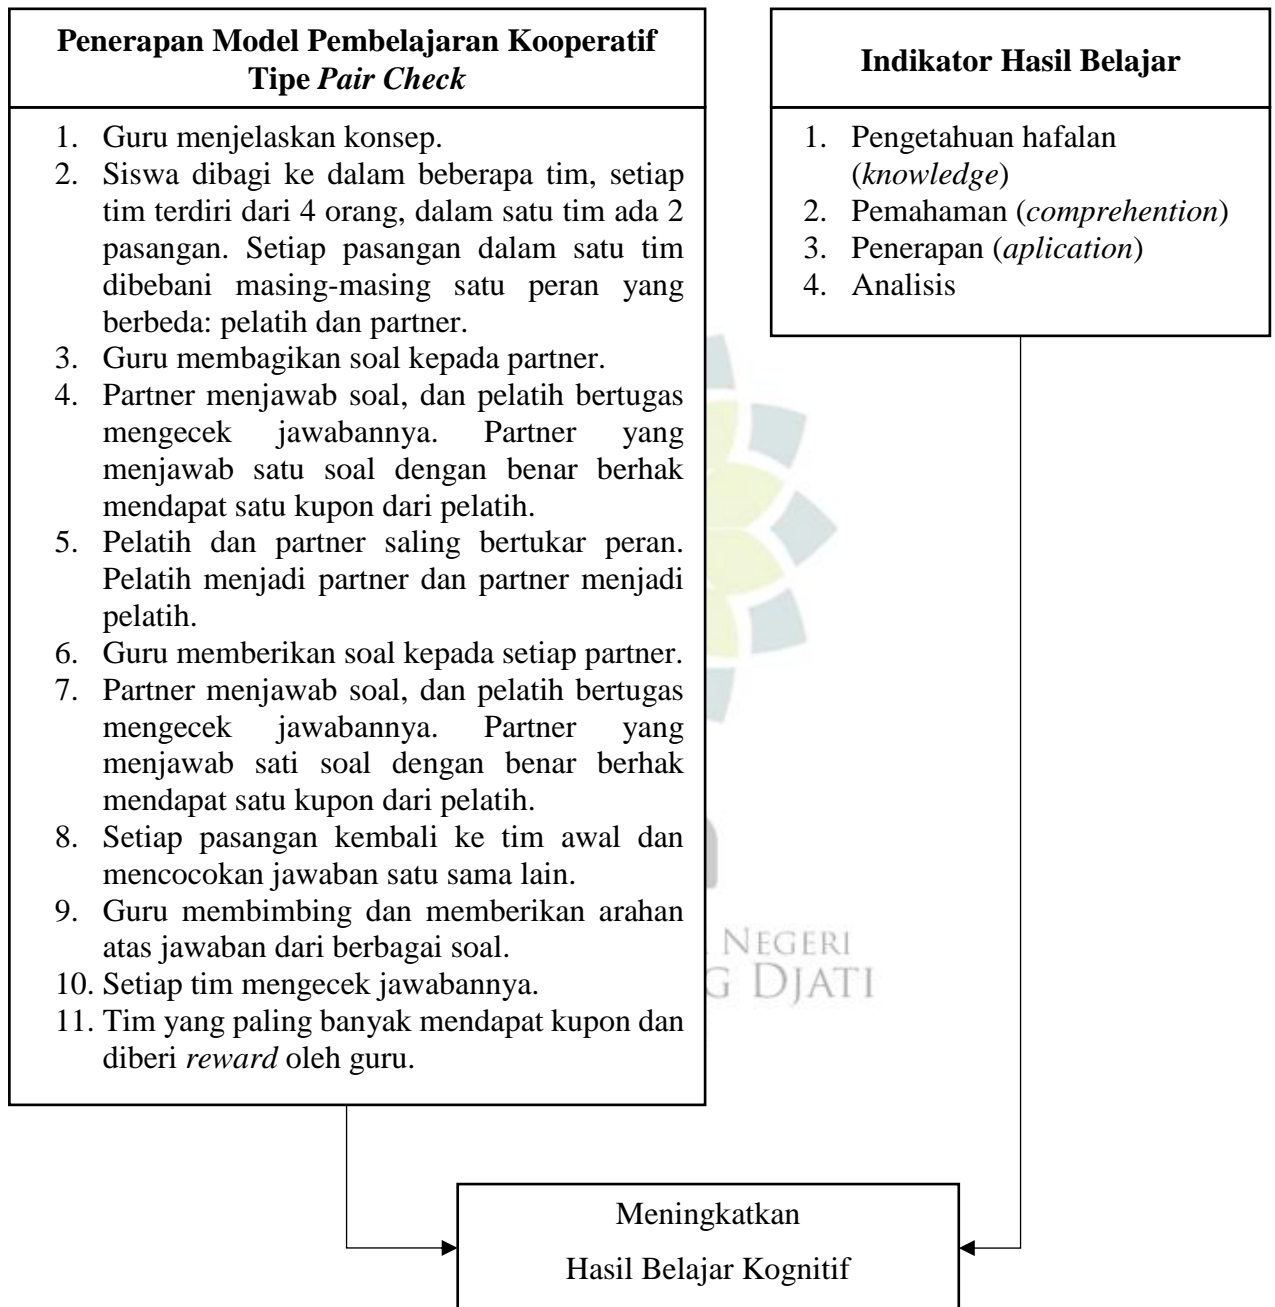 Penerapan Model Pembelajaran Kooperatif
Tipe Pair Check
1. Guru menjelaskan konsep.
2. Siswa dibagi ke dalam beberapa tim, setiap
tim terdiri dari 4 orang, dalam satu tim ada 2
pasangan. Setiap pasangan dalam satu tim
dibebani masing-masing satu peran yang
berbeda: pelatih dan partner.
3. Guru membagikan soal kepada partner.
4. Partner menjawab soal, dan pelatih bertugas
mengecek jawabannya. Partner yang
menjawab satu soal dengan benar berhak
mendapat satu kupon dari pelatih.
5. Pelatih dan partner saling bertukar peran.
Pelatih menjadi partner dan partner menjadi
pelatih.
6. Guru memberikan soal kepada setiap partner.
7. Partner menjawab soal, dan pelatih bertugas
mengecek jawabannya. Partner yang
menjawab sati soal dengan benar berhak
mendapat satu kupon dari pelatih.
8. Setiap pasangan kembali ke tim awal dan
mencocokan jawaban satu sama lain.
9. Guru membimbing dan memberikan arahan
atas jawaban dari berbagai soal.
10. Setiap tim mengecek jawabannya.
11. Tim yang paling banyak mendapat kupon dan
diberi reward oleh guru.
Indikator Hasil Belajar
1. Pengetahuan hafalan
(knowledge)
2. Pemahaman (comprehention)
3. Penerapan (aplication)
4. Analisis
NEGERI
G DJATI
Meningkatkan
Hasil Belajar Kognitif